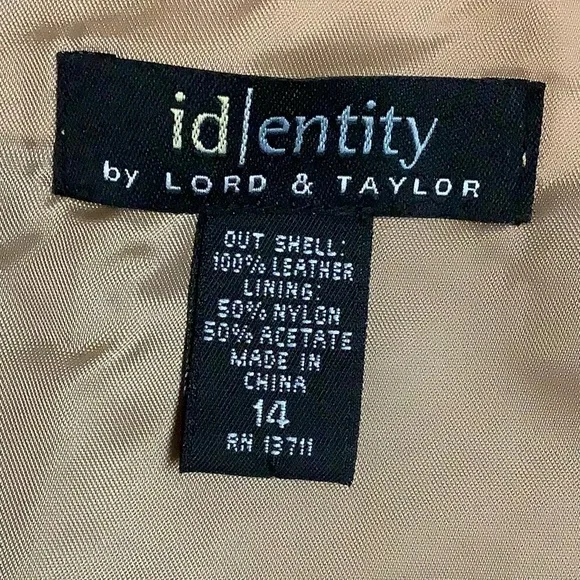 id|entity
by LORD & TAYLOR
OUT SHELL:
100% LEATHER
LINING:
50% NYLON
50% ACETATE
MADE IN
CHINA
14
RN 13711